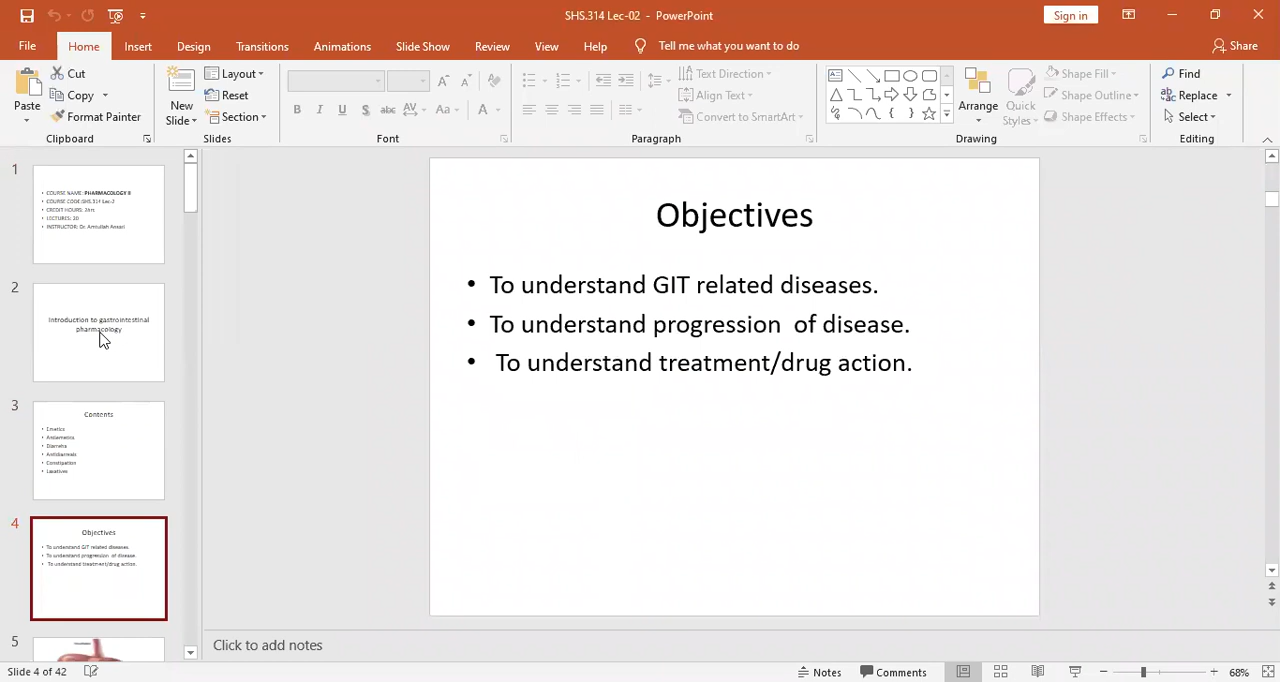 SHS.314 Lec-02 - PowerPoint
Sign in
File Home Insert Design Transitions Animations Slide Show Review View Help Tell me what you want to do Share
Paste
Cut
Copy
Format Painter
Clipboard
New
Slide
Layout
Reset
Section
Slides
Font
Text Direction
Align Text
Convert to SmartArt
Paragraph
Arrange
Quick
Styles
Shape Fill
Shape Outline
Shape Effects
Drawing
Find
Replace
Select
Editing
1
• COURSE NAME: PHARMACOLOGY II
• COURSE CODE:SHS.314 Lec-2
• CREDIT HOURS: 2hrs
• LECTURES: 20
• INSTRUCTOR: Dr.
2
Introduction to gastrointestinal
pharmacology
3
Contents
• Emetics
• Antiemetics
• Diarrhea
• Antidiarrheals
• Constipation
• Laxatives
4
Objectives
• To understand GIT related diseases.
• To understand progression of disease.
• To understand treatment/drug action.
5
Objectives
• To understand GIT related diseases.
• To understand progression of disease.
• To understand treatment/drug action.
Click to add notes
Slide 4 of 42
Notes
Comments
68%